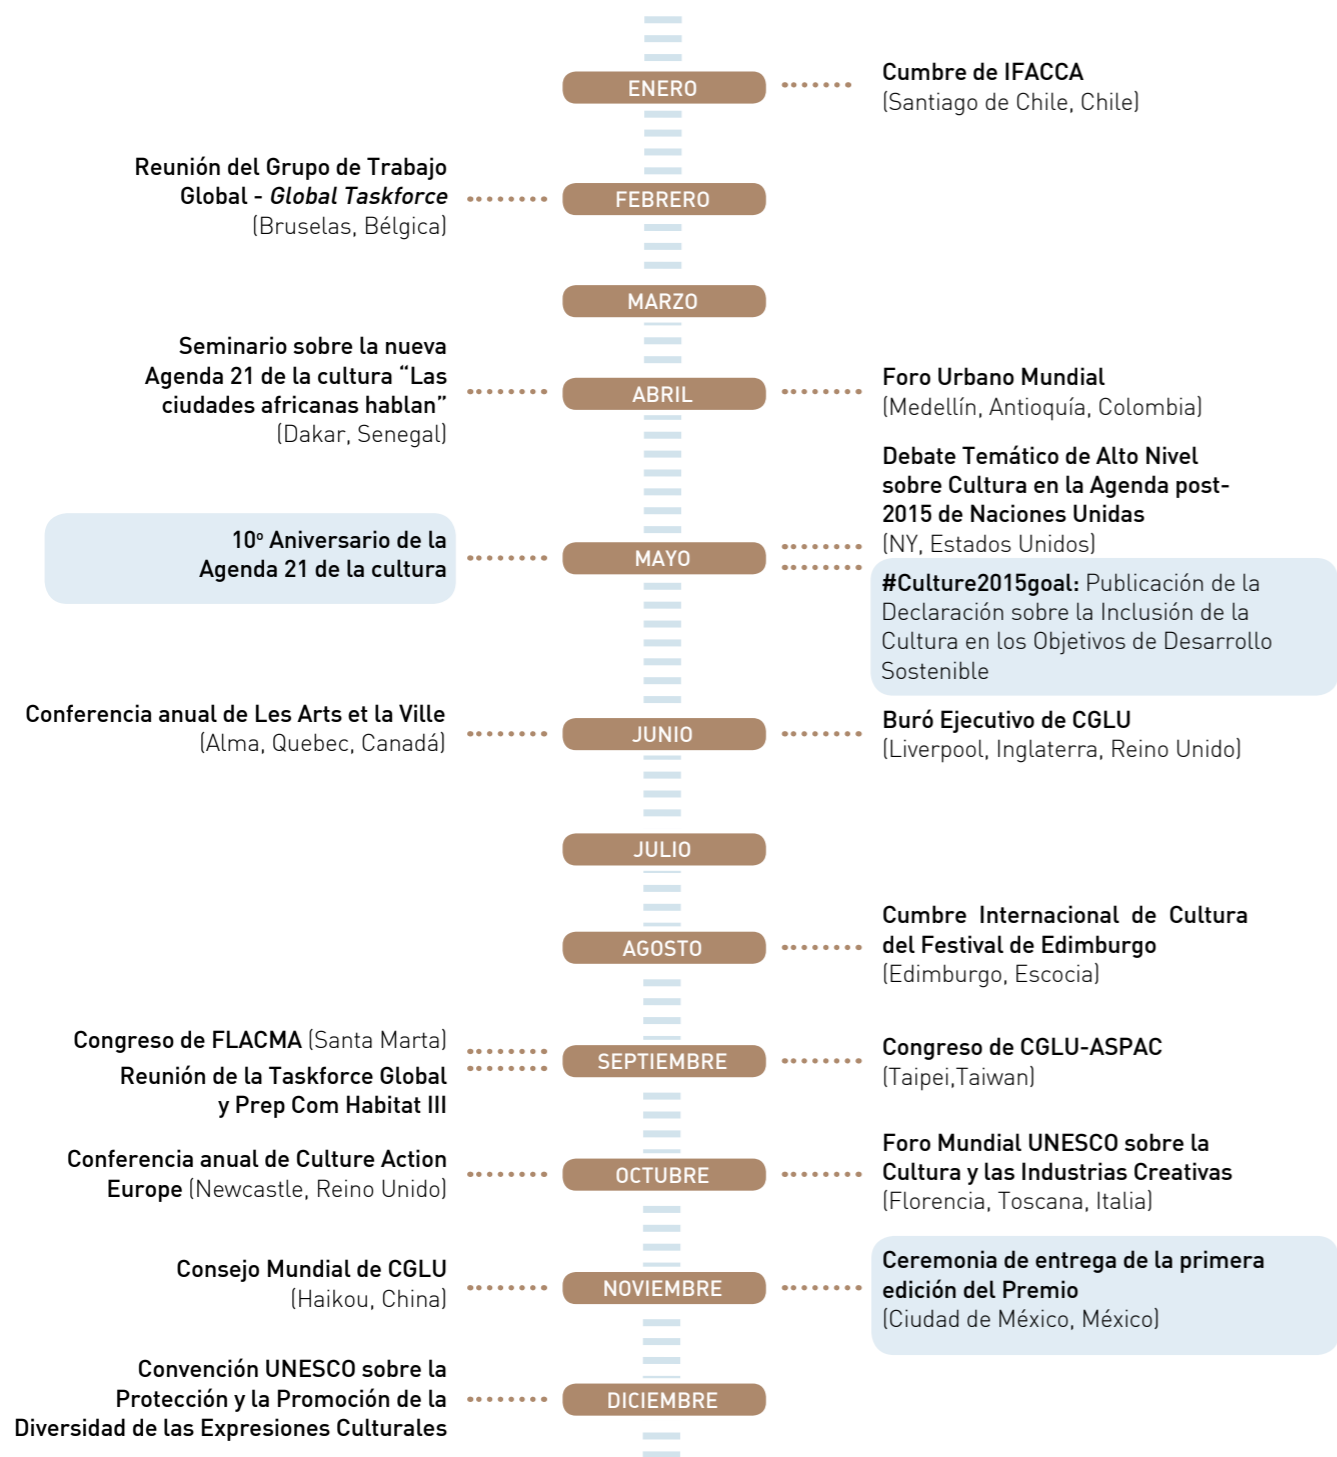 ENERO
Cumbre de IFACCA
(Santiago de Chile, Chile)
Reunión del Grupo de Trabajo
Global - Global Taskforce
(Bruselas, Bélgica)
FEBRERO
MARZO
Seminario sobre la nueva
Agenda 21 de la cultura “Las
ciudades africanas hablan”
(Dakar, Senegal)
ABRIL
Foro Urbano Mundial
(Medellín, Antioquía, Colombia)
10º Aniversario de la
Agenda 21 de la cultura
MAYO
Debate Temático de Alto Nivel
sobre Cultura en la Agenda post-
2015 de Naciones Unidas
(NY, Estados Unidos)
#Culture2015goal: Publicación de la
Declaración sobre la Inclusión de la
Cultura en los Objetivos de Desarrollo
Sostenible
Conferencia anual de Les Arts et la Ville
(Alma, Quebec, Canadá)
JUNIO
Buró Ejecutivo de CGLU
(Liverpool, Inglaterra, Reino Unido)
JULIO
AGOSTO
Cumbre Internacional de Cultura
del Festival de Edimburgo
(Edimburgo, Escocia)
Congreso de FLACMA (Santa Marta)
Reunión de la Taskforce Global
y Prep Com Habitat III
SEPTIEMBRE
Congreso de CGLU-ASPAC
(Taipei,Taiwan)
Conferencia anual de Culture Action
Europe (Newcastle, Reino Unido)
OCTUBRE
Foro Mundial UNESCO sobre la
Cultura y las Industrias Creativas
(Florencia, Toscana, Italia)
Consejo Mundial de CGLU
(Haikou, China)
NOVIEMBRE
Ceremonia de entrega de la primera
edición del Premio
(Ciudad de México, México)
Convención UNESCO sobre la
Protección y la Promoción de la
Diversidad de las Expresiones Culturales
DICIEMBRE